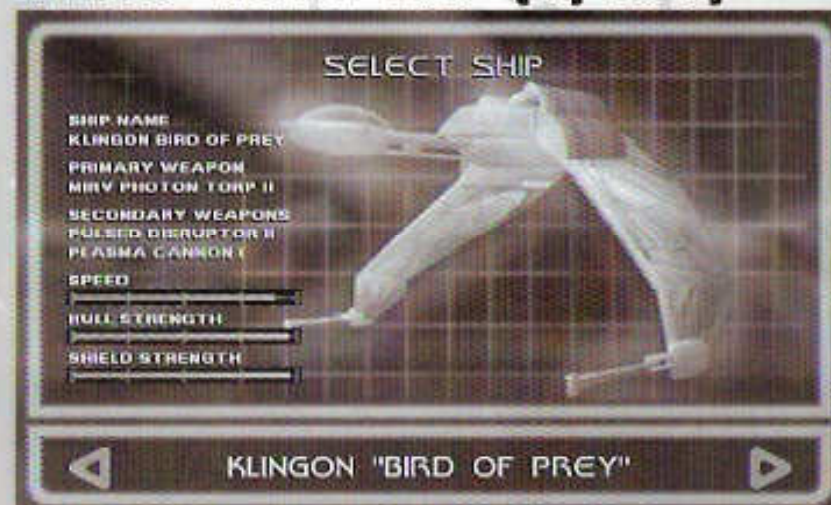 SELECT SHIP
SHIP NAME
KLINGON BIRD OF PREY
PRIMARY WEAPON
MIRV PHOTON TORP II
SECONDARY WEAPONS
PULSED DISRUPTOR II
PLASMA CANNON I
SPEED
HULL STRENGTH
SHIELD STRENGTH
KLINGON "BIRD OF PREY"